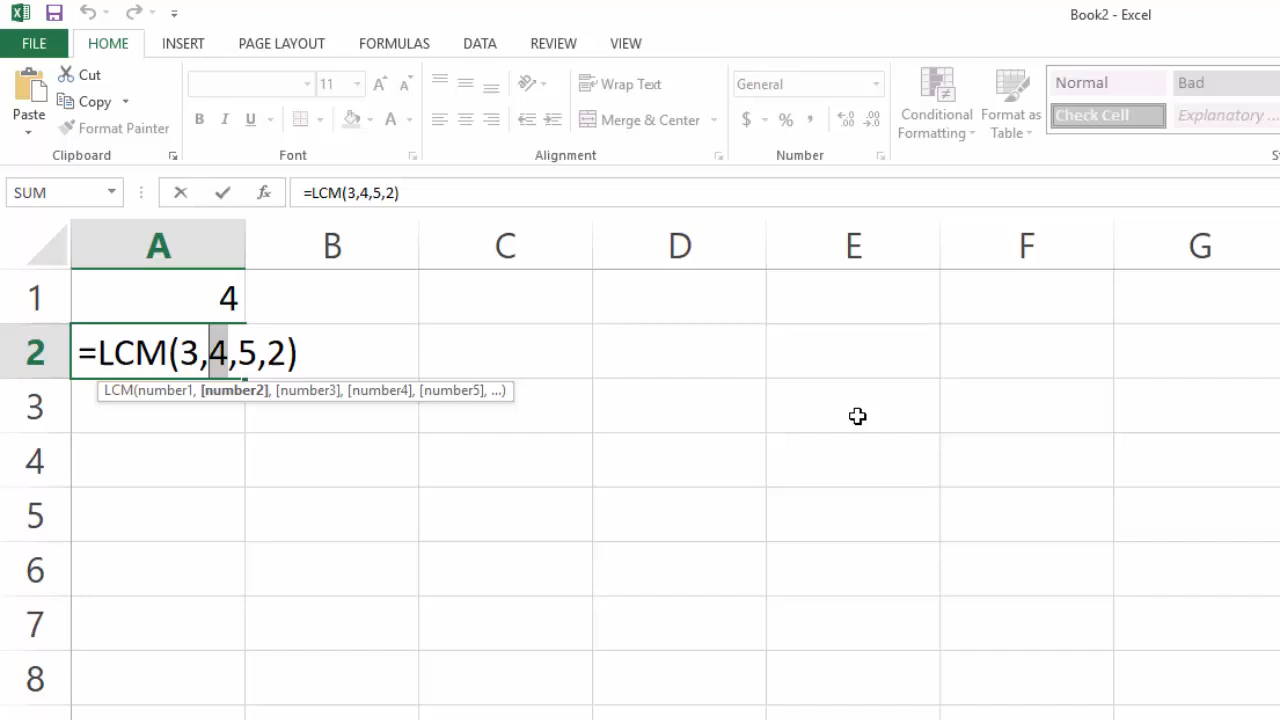 Book2 - Excel
FILE HOME INSERT PAGE LAYOUT FORMULAS DATA REVIEW VIEW
Cut
Copy
Format Painter
Paste
Clipboard
11
A A
B I U A
Font
Wrap Text
Merge & Center
Alignment
General
$ % ,
.00 .0
Number
Conditional Formatting
Format as Table
Normal
Bad
Check Cell
Explanatory ...
SUM
fx
=LCM(3,4,5,2)
A B C D E F G
1 4
2 =LCM(3,4,5,2)
LCM(number1, [number2], [number3], [number4], [number5], ...)
3
4
5
6
7
8